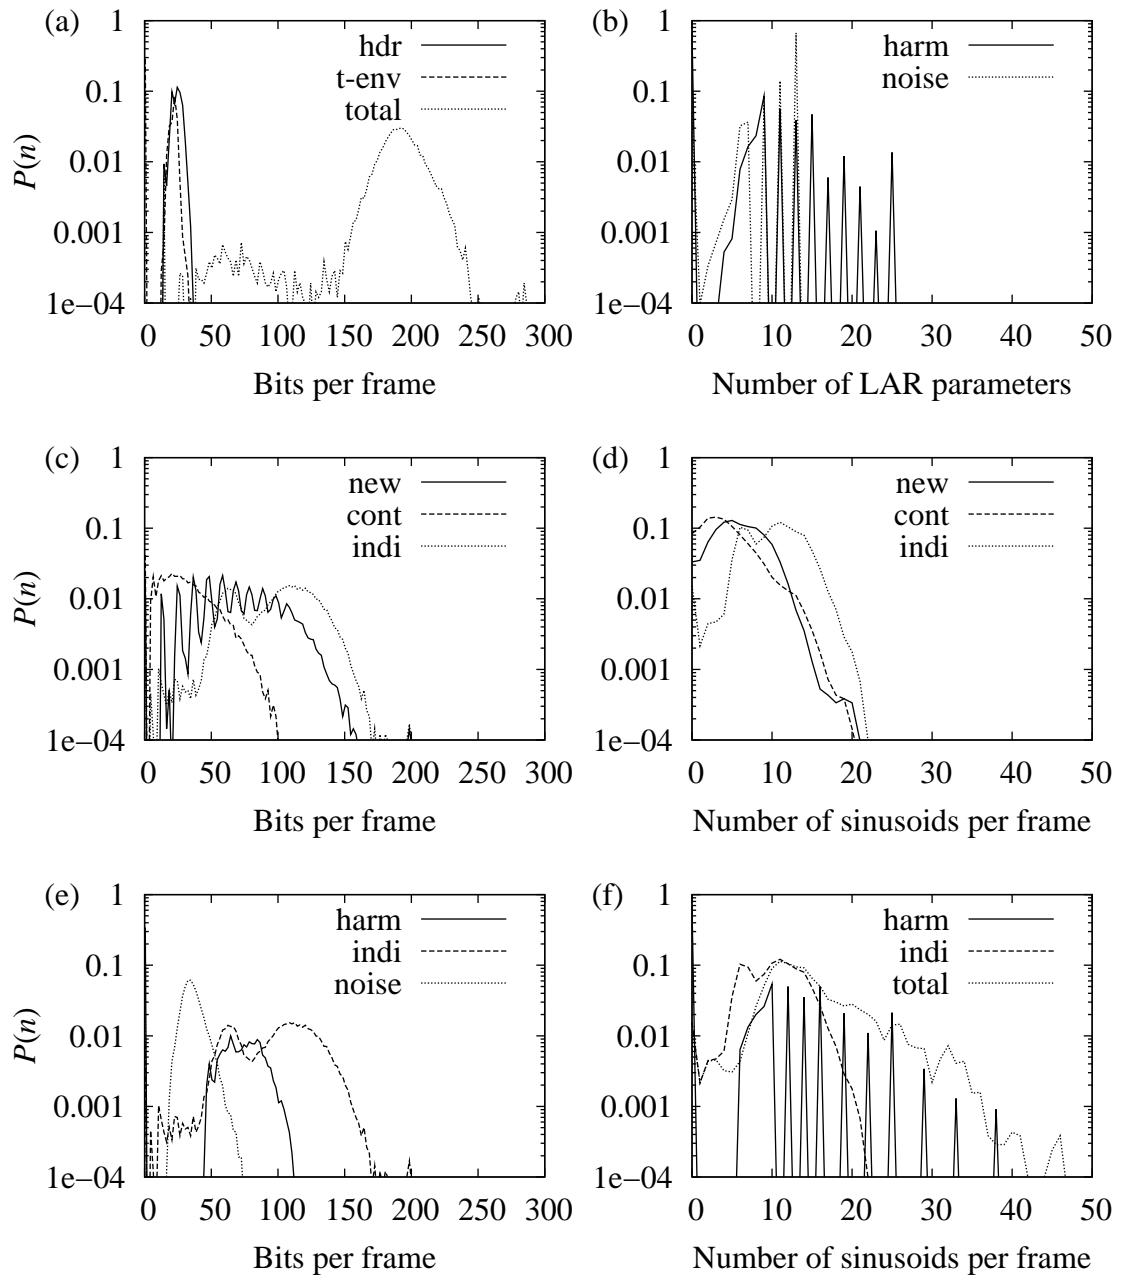 (a)
1
0.1
0.01
0.001
1e−04
P(n)
hdr
t-env
total
0 50 100 150 200 250 300
Bits per frame
(b)
1
0.1
0.01
0.001
1e−04
harm
noise
0 10 20 30 40 50
Number of LAR parameters
(c)
1
0.1
0.01
0.001
1e−04
P(n)
new
cont
indi
0 50 100 150 200 250 300
Bits per frame
(d)
1
0.1
0.01
0.001
1e−04
new
cont
indi
0 10 20 30 40 50
Number of sinusoids per frame
(e)
1
0.1
0.01
0.001
1e−04
P(n)
harm
indi
noise
0 50 100 150 200 250 300
Bits per frame
(f)
1
0.1
0.01
0.001
1e−04
harm
indi
total
0 10 20 30 40 50
Number of sinusoids per frame